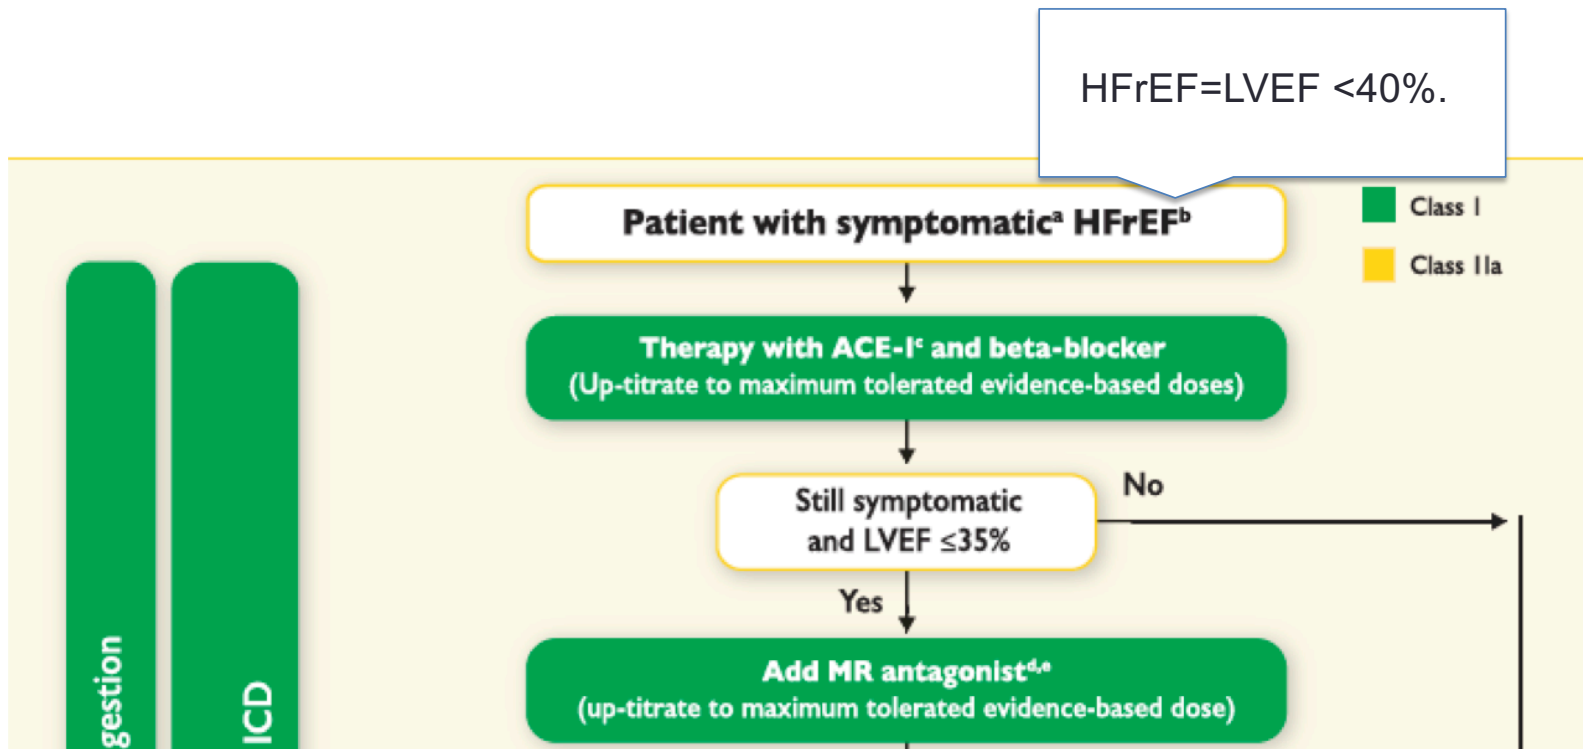 HFrEF=LVEF <40%.
Patient with symptomaticᵃ HFrEFᵇ
Class I
Class IIa
Therapy with ACE-Iᶜ and beta-blocker
(Up-titrate to maximum tolerated evidence-based doses)
Still symptomatic
and LVEF ≤35%
No
Yes
Add MR antagonistᵈ,ᵉ
(up-titrate to maximum tolerated evidence-based dose)
gestion
ICD